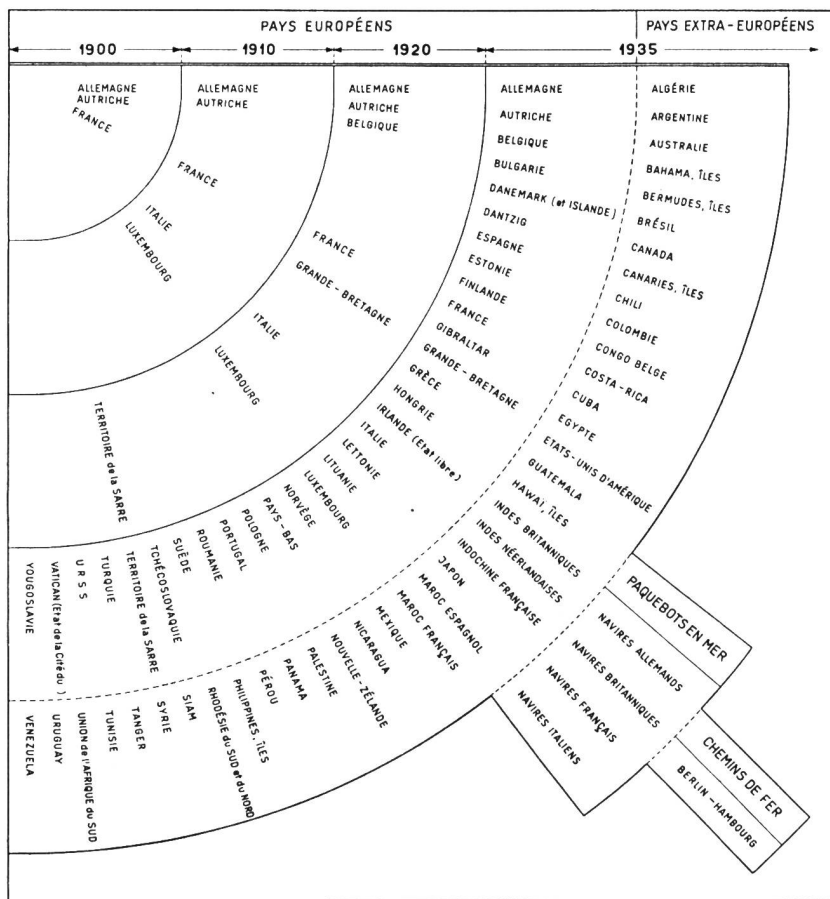 PAYS EUROPÉENS
PAYS EXTRA-EUROPÉENS
1900
1910
1920
1935
ALLEMAGNE
AUTRICHE
FRANCE
ITALIE
LUXEMBOURG
ALLEMAGNE
AUTRICHE
FRANCE
ITALIE
LUXEMBOURG
ALLEMAGNE
AUTRICHE
BELGIQUE
FRANCE
GRANDE-BRETAGNE
ITALIE
LUXEMBOURG
TERRITOIRE de la SARRE
ALLEMAGNE
AUTRICHE
BELGIQUE
BULGARIE
DANEMARK (et ISLANDE)
DANTZIG
ESPAGNE
ESTONIE
FINLANDE
FRANCE
GIBRALTAR
GRANDE-BRETAGNE
GRÈCE
HONGRIE
IRLANDE (Etat libre)
ITALIE
LETTONIE
LITUANIE
LUXEMBOURG
NORVÈGE
PAYS-BAS
POLOGNE
PORTUGAL
ROUMANIE
SUÈDE
TCHÉCOSLOVAQUIE
TERRITOIRE de la SARRE
TURQUIE
U R S S
VATICAN (Etat de la Cité du)
YOUGOSLAVIE
ALGÉRIE
ARGENTINE
AUSTRALIE
BAHAMA, ÎLES
BERMUDES, ÎLES
BRÉSIL
CANADA
CANARIES, ÎLES
CHILI
COLOMBIE
CONGO BELGE
COSTA-RICA
CUBA
EGYPTE
ETATS-UNIS D'AMÉRIQUE
GUATEMALA
HAWAÏ, ÎLES
INDES BRITANNIQUES
INDES NÉERLANDAISES
INDOCHINE FRANÇAISE
JAPON
MAROC ESPAGNOL
MAROC FRANÇAIS
MEXIQUE
NICARAGUA
NOUVELLE-ZÉLANDE
PALESTINE
PANAMA
PÉROU
PHILIPPINES, ÎLES
RHODÉSIE du SUD et du NORD
SIAM
SYRIE
TANGER
TUNISIE
UNION de l'AFRIQUE du SUD
URUGUAY
VENEZUELA
PAQUEBOTS EN MER
NAVIRES ALLEMANDS
NAVIRES BRITANNIQUES
NAVIRES FRANÇAIS
NAVIRES ITALIENS
CHEMINS DE FER
BERLIN-HAMBOURG